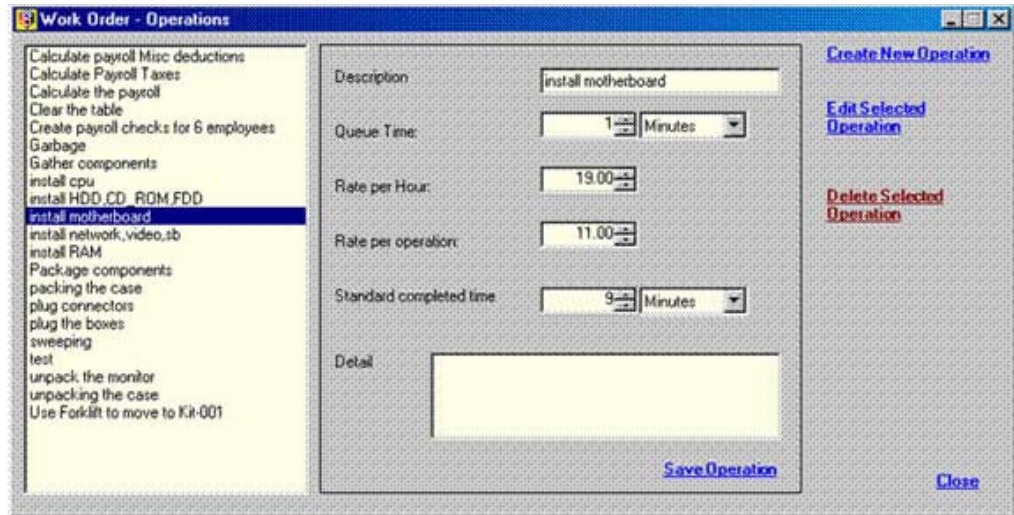 Work Order - Operations
Calculate payroll Misc deductions
Calculate Payroll Taxes
Calculate the payroll
Clear the table
Create payroll checks for 6 employees
Garbage
Gather components
install cpu
install HDD,CD_ROM,FDD
install motherboard
install network,video,sb
install RAM
Package components
packing the case
plug connectors
plug the boxes
sweeping
test
unpack the monitor
unpacking the case
Use Forklift to move to Kit-001
Description
install motherboard
Queue Time:
1
Minutes
Rate per Hour:
19.00
Rate per operation:
11.00
Standard completed time
9
Minutes
Detail
Save Operation
Create New Operation
Edit Selected
Operation
Delete Selected
Operation
Close